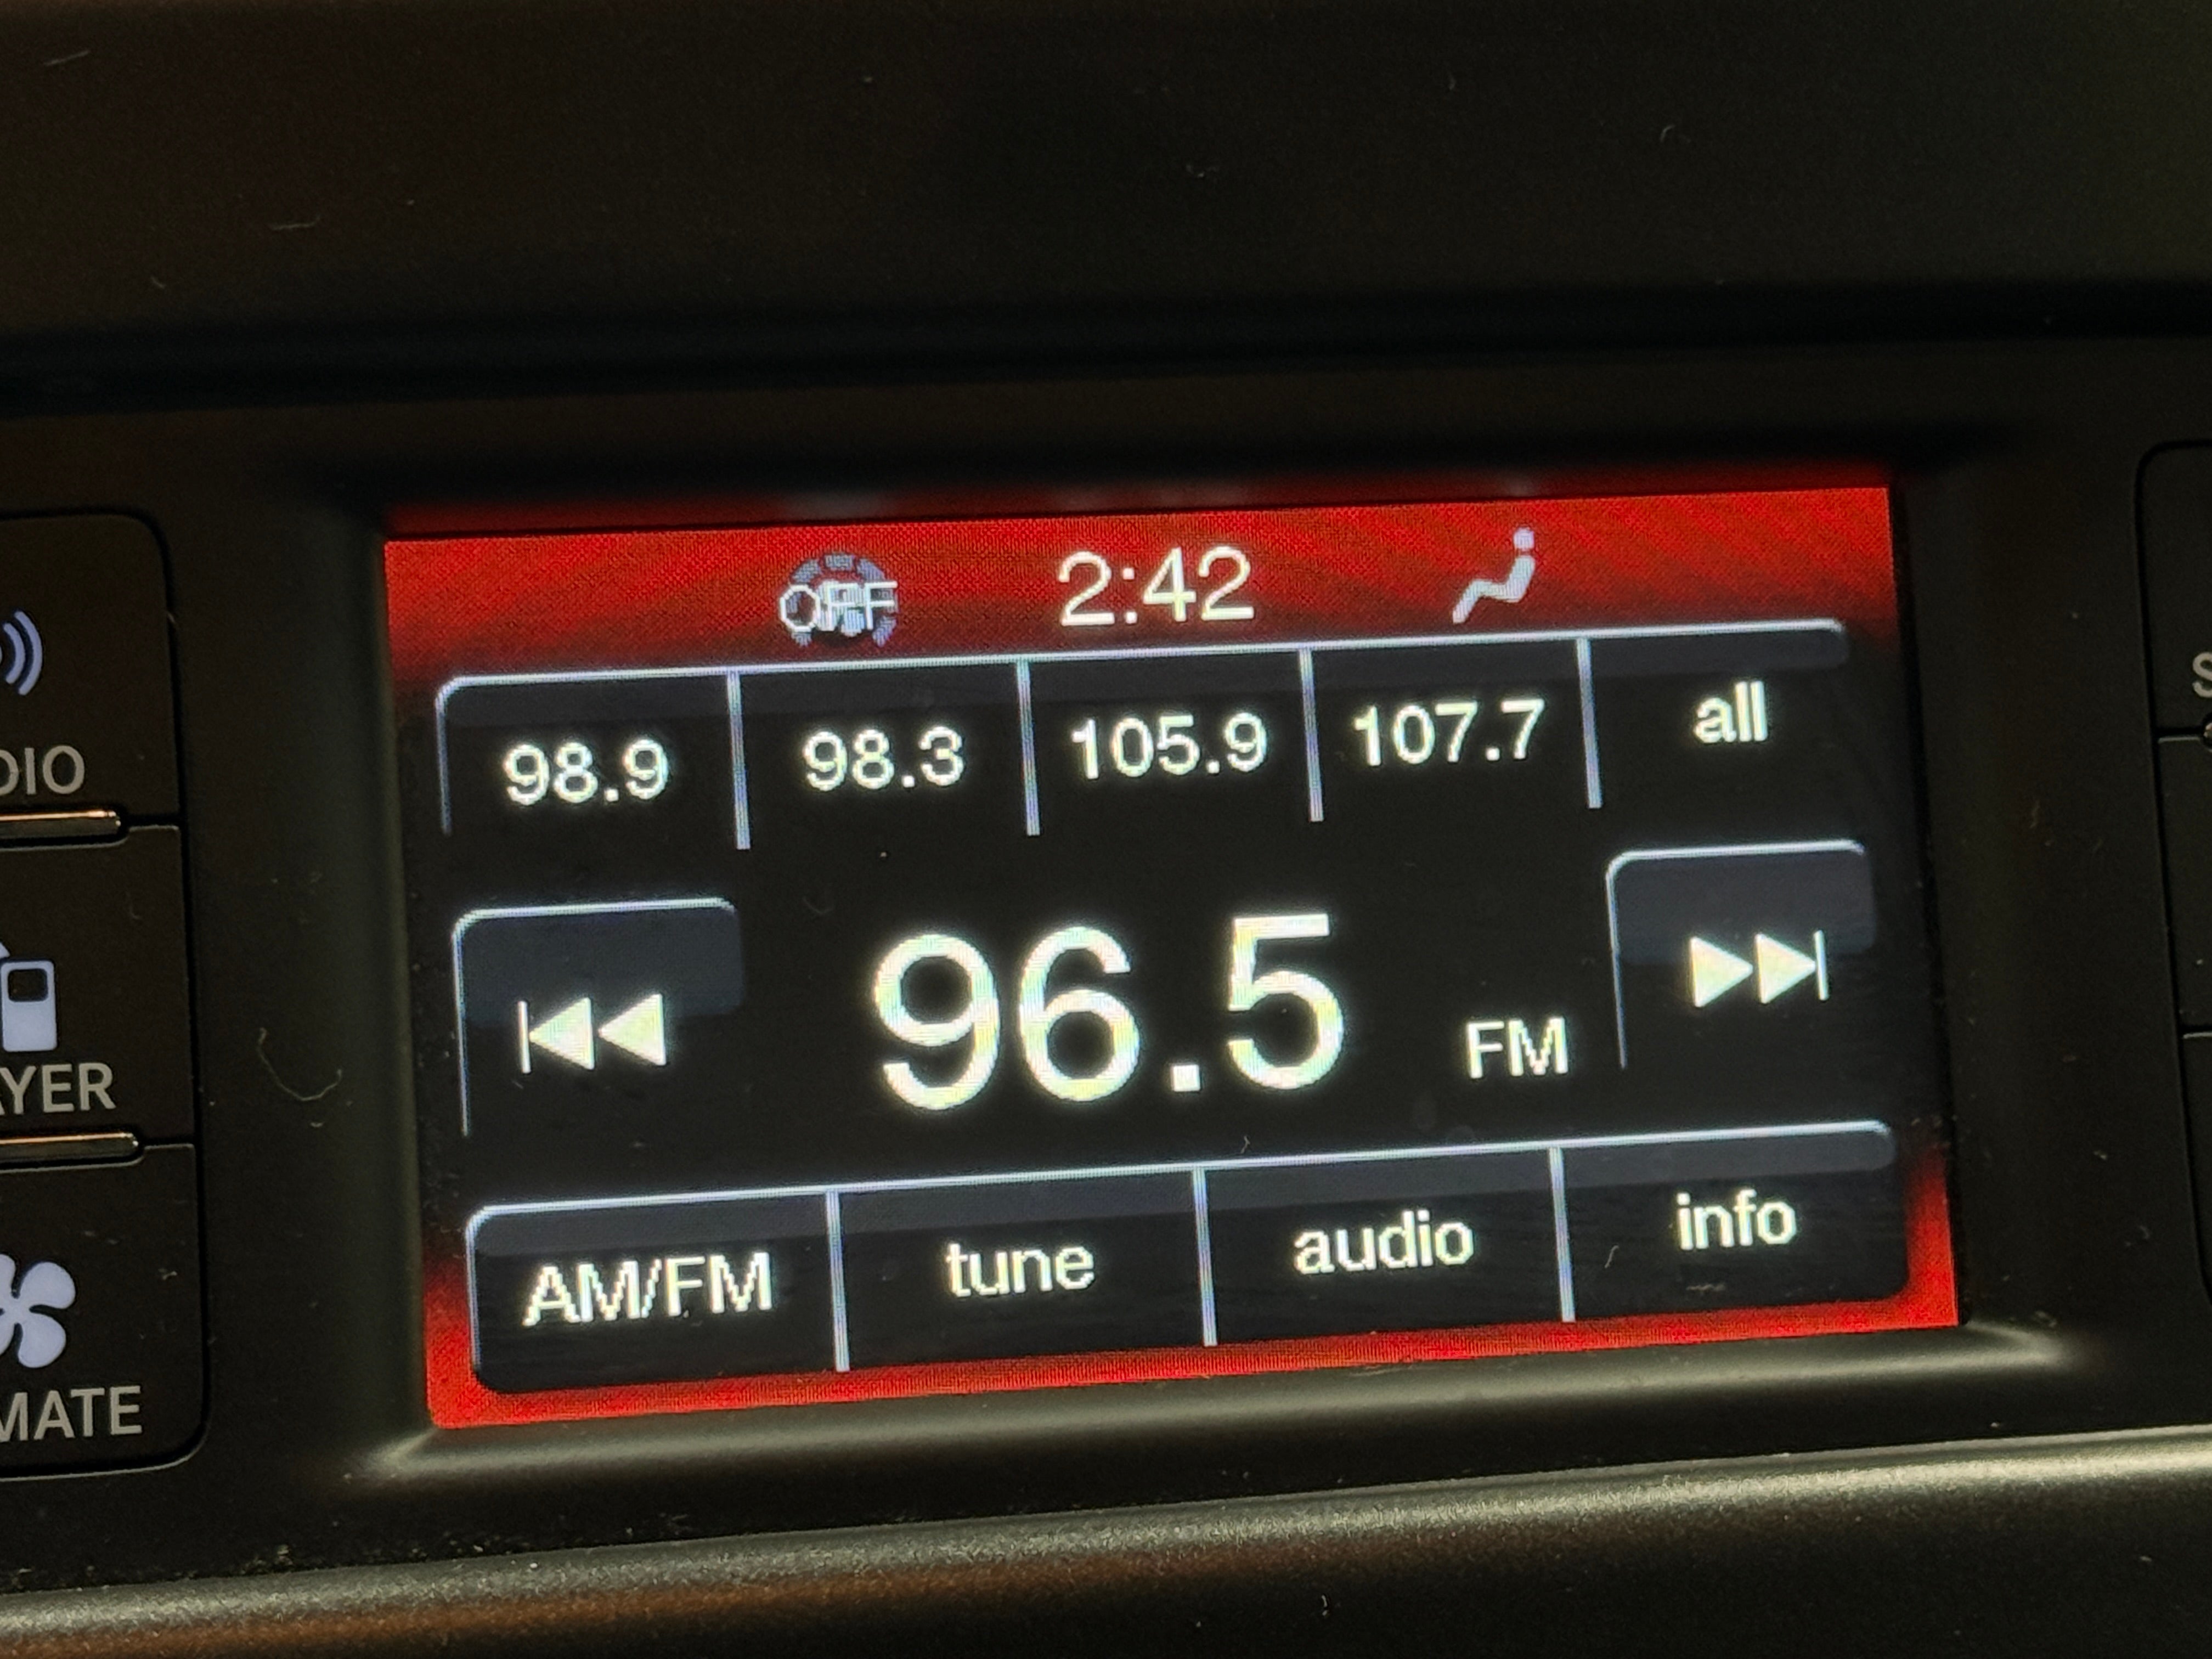 OFF 2:42
98.9 98.3 105.9 107.7 all
DIO
96.5 FM
AYER
AM/FM tune audio info
MATE